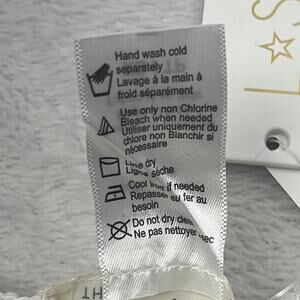 Hand wash cold
separately
Lavage à la main à
froid séparément
Use only non Chlorine
Bleach when needed
Utiliser uniquement du
chlore non Blanchir si
nécessaire
Line dry
Ligne sèche
Cool iron if needed
Repasser au fer au
besoin
Do not dry clean
Ne pas nettoyer sec